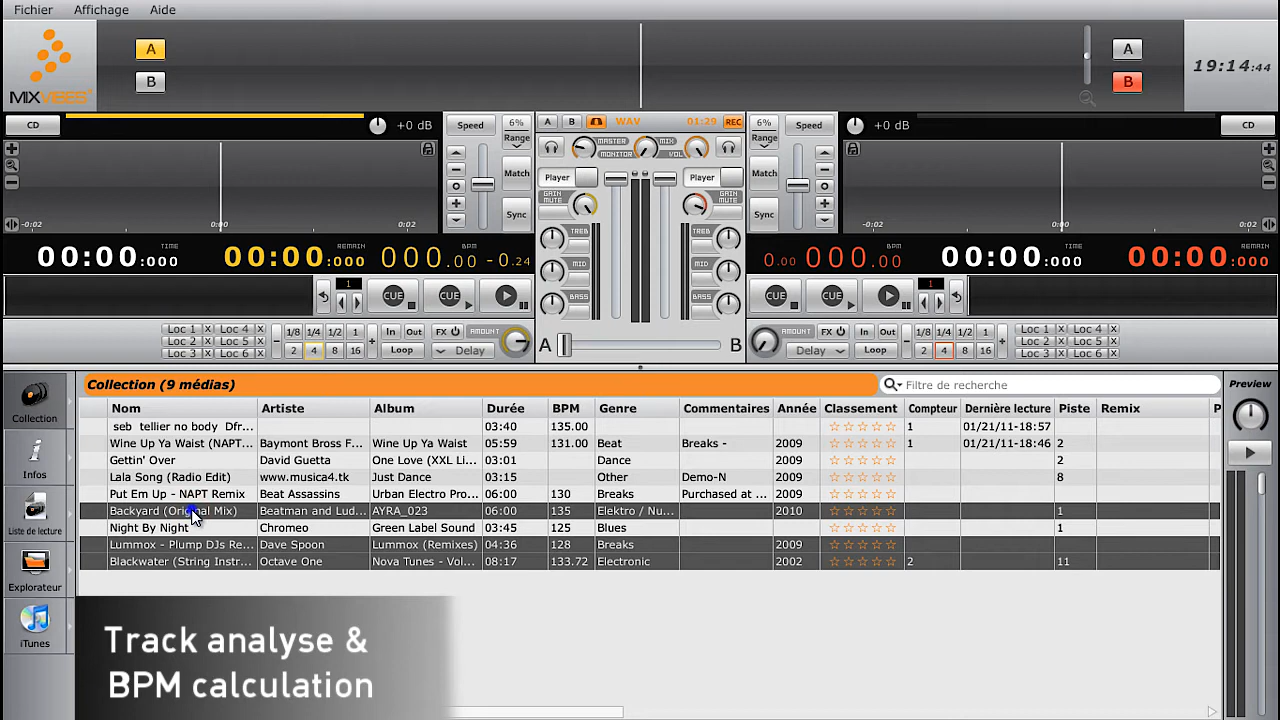 Fichier Affichage Aide
A A
B B
MIXVIBES
19:14:44
CD +0 dB Speed 6% Range A B WAV 01:29 REC 6% Range Speed +0 dB CD
MASTER MIX
MONITOR VOL
Match Player Player Match
GAIN MUTE GAIN MUTE
Sync Sync
-0:02 0:00 0:02 -0:02 0:00 0:02
TREB TREB
TIME REMAIN BPM BPM TIME REMAIN
00:00:000 00:00:000 000.00 -0.24 0.00 000.00 00:00:000 00:00:000
MID MID
1 CUE CUE CUE CUE 1
BASS BASS
Loc 1 X Loc 4 X 1/8 1/4 1/2 1 In Out FX AMOUNT AMOUNT FX In Out 1/8 1/4 1/2 1 Loc 1 X Loc 4 X
Loc 2 X Loc 5 X Loc 2 X Loc 5 X
Loc 3 X Loc 6 X 2 4 8 16 Loop Delay A B Delay Loop 2 4 8 16 Loc 3 X Loc 6 X
Collection (9 médias) Filtre de recherche Preview
Nom Artiste Album Durée BPM Genre Commentaires Année Classement Compteur Dernière lecture Piste Remix P
seb tellier no body Dfr... 03:40 135.00 1 01/21/11-18:57
Wine Up Ya Waist (NAPT... Baymont Bross F... Wine Up Ya Waist 05:59 131.00 Beat Breaks - 2009 1 01/21/11-18:46 2
Gettin' Over David Guetta One Love (XXL Li... 03:01 Dance 2009 2
Lala Song (Radio Edit) www.musica4.tk Just Dance 03:15 Other Demo-N 2009 8
Put Em Up - NAPT Remix Beat Assassins Urban Electro Pro... 06:00 130 Breaks Purchased at ... 2009
Backyard (Original Mix) Beatman and Lud... AYRA_023 06:00 135 Elektro / Nu... 2010 1
Night By Night Chromeo Green Label Sound 03:45 125 Blues 1
Lummox - Plump DJs Re... Dave Spoon Lummox (Remixes) 04:36 128 Breaks 2009
Blackwater (String Instr... Octave One Nova Tunes - Vol... 08:17 133.72 Electronic 2002 2 11
Collection
Infos
Liste de lecture
Explorateur
iTunes
Track analyse &
BPM calculation